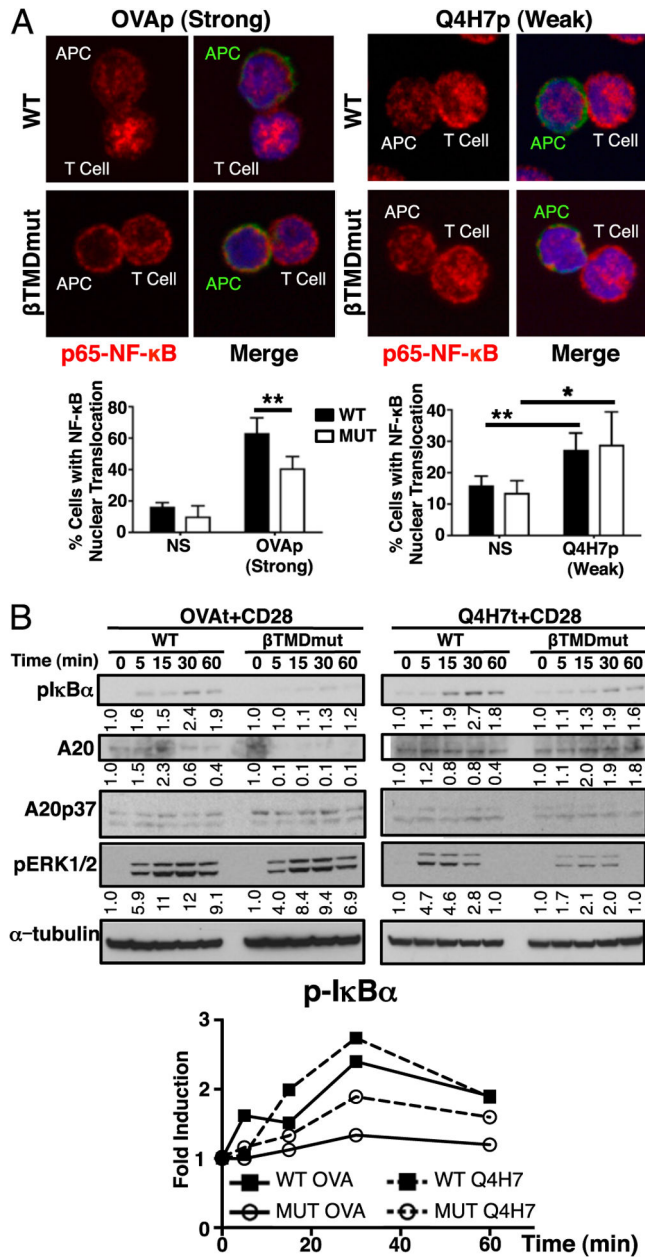 A
OVAp (Strong)
Q4H7p (Weak)
WT
APC
APC
T Cell
T Cell
WT
APC
T Cell
APC
T Cell
βTMDmut
APC
T Cell
APC
T Cell
βTMDmut
APC
T Cell
APC
T Cell
p65-NF-κB
Merge
p65-NF-κB
Merge
% Cells with NF-κB
Nuclear Translocation
80
60
40
20
0
**
WT
MUT
NS
OVAp
(Strong)
% Cells with NF-κB
Nuclear Translocation
40
30
20
10
0
**
*
NS
Q4H7p
(Weak)
B
OVAt+CD28
Q4H7t+CD28
WT βTMDmut WT βTMDmut
Time (min) 0 5 15 30 60 0 5 15 30 60 0 5 15 30 60 0 5 15 30 60
pIκBα
1.0 1.6 1.5 2.4 1.9 1.0 1.0 1.1 1.3 1.2 1.0 1.1 1.9 2.7 1.8 1.0 1.1 1.3 1.9 1.6
A20
1.0 1.5 2.3 0.6 0.4 1.0 0.1 0.1 0.1 0.1 1.0 1.2 0.8 0.8 0.4 1.0 1.1 2.0 1.9 1.8
A20p37
pERK1/2
1.0 5.9 11 12 9.1 1.0 4.0 8.4 9.4 6.9 1.0 4.7 4.6 2.8 1.0 1.0 1.7 2.1 2.0 1.0
α-tubulin
p-IκBα
Fold Induction
3
2
1
0
WT OVA
WT Q4H7
MUT OVA
MUT Q4H7
0 20 40 60 Time (min)